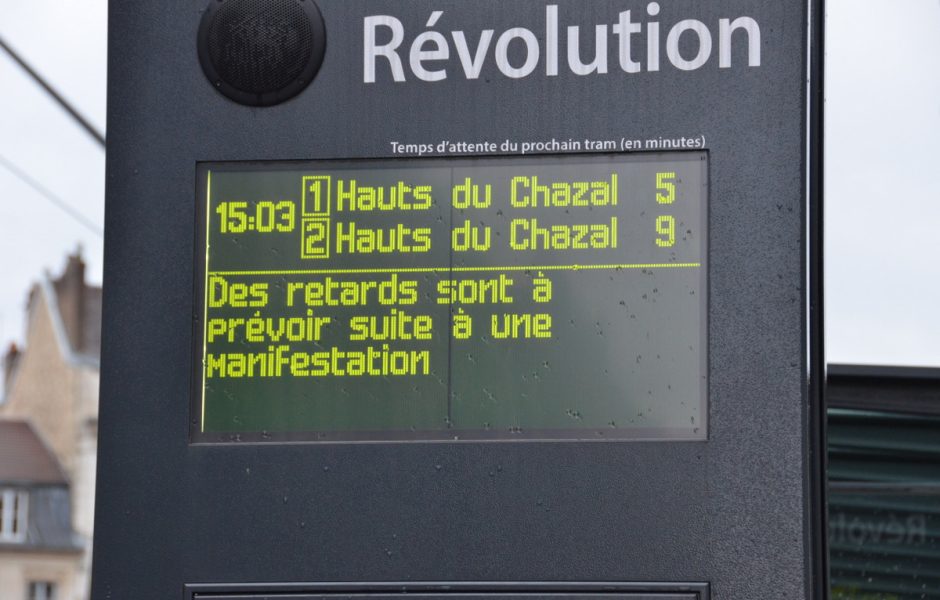 Révolution
Temps d'attente du prochain tram (en minutes)
15:03
1 Hauts du Chazal 5
2 Hauts du Chazal 9
Des retards sont à
prévoir suite à une
manifestation